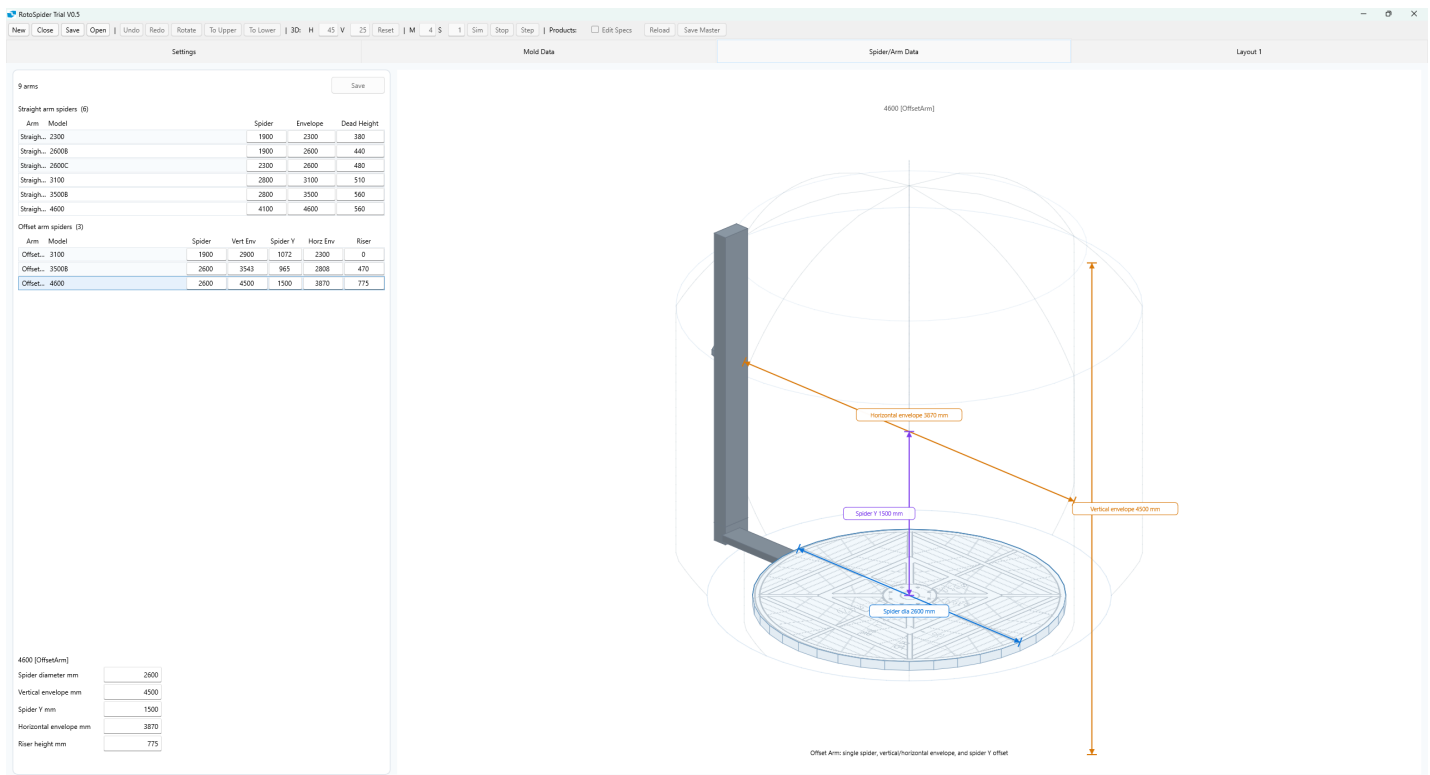 RotoSpider Trial V0.5
New Close Save Open | Undo Redo Rotate To Upper To Lower | 3D: H 45 V 25 Reset | M 4 S 1 Sim Stop Step | Products: Edit Specs Reload Save Master
Settings Mold Data Spider/Arm Data Layout 1
9 arms Save
Straight arm spiders (6)
Arm Model Spider Envelope Dead Height
Straigh... 2300 1900 2300 380
Straigh... 2600B 1900 2600 440
Straigh... 2600C 2300 2600 480
Straigh... 3100 2800 3100 510
Straigh... 3500B 2800 3500 560
Straigh... 4600 4100 4600 560
Offset arm spiders (3)
Arm Model Spider Vert Env Spider Y Horz Env Riser
Offset... 3100 1900 2900 1072 2300 0
Offset... 3500B 2600 3543 965 2808 470
Offset... 4600 2600 4500 1500 3870 775
4600 [OffsetArm]
Spider diameter mm 2600
Vertical envelope mm 4500
Spider Y mm 1500
Horizontal envelope mm 3870
Riser height mm 775
4600 [OffsetArm]
Horizontal envelope 3870 mm
Vertical envelope 4500 mm
Spider Y 1500 mm
Spider dia 2600 mm
Offset Arm: single spider, vertical/horizontal envelope, and spider Y offset